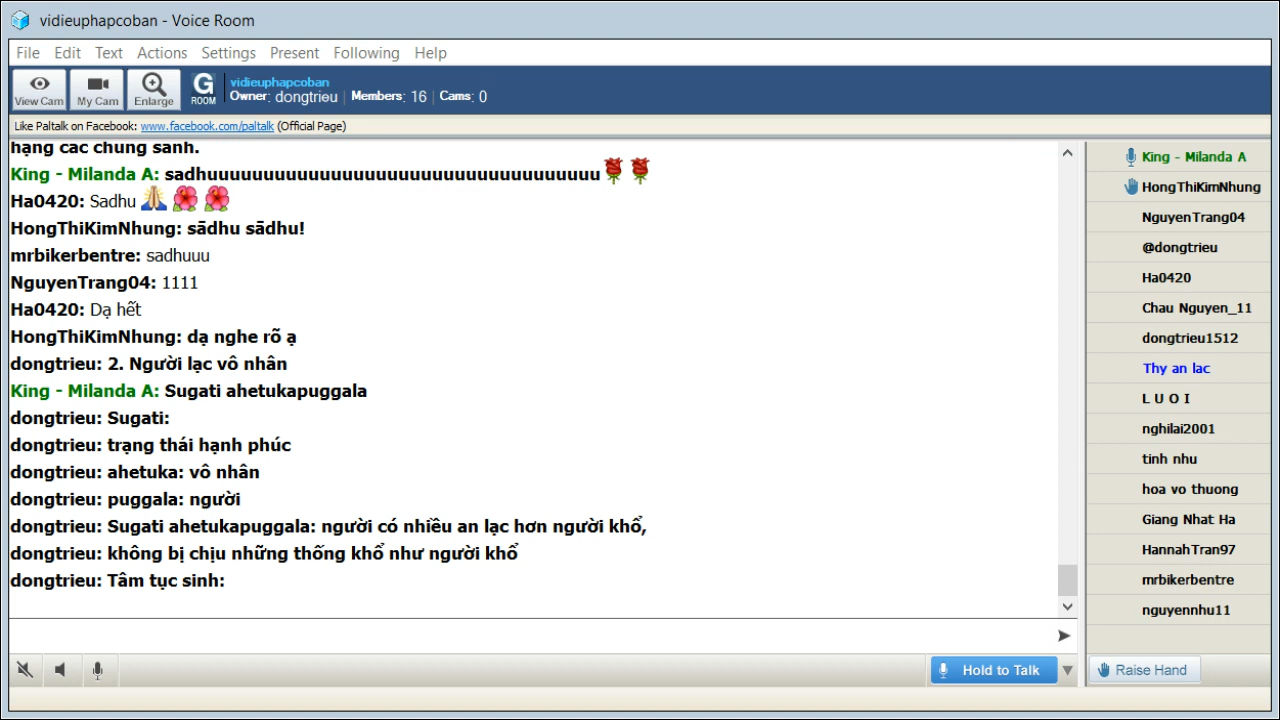 vidieuphapcoban - Voice Room
File Edit Text Actions Settings Present Following Help
View Cam My Cam Enlarge G ROOM
vidieuphapcoban
Owner: dongtrieu | Members: 16 | Cams: 0
Like Paltalk on Facebook: www.facebook.com/paltalk (Official Page)
hạng các chúng sanh.
King - Milanda A: sadhuuuuuuuuuuuuuuuuuuuuuuuuuuuuuuuuuuu
Ha0420: Sadhu
HongThiKimNhung: sādhu sādhu!
mrbikerbentre: sadhuuu
NguyenTrang04: 1111
Ha0420: Dạ hết
HongThiKimNhung: dạ nghe rõ ạ
dongtrieu: 2. Người lạc vô nhân
King - Milanda A: Sugati ahetukapuggala
dongtrieu: Sugati:
dongtrieu: trạng thái hạnh phúc
dongtrieu: ahetuka: vô nhân
dongtrieu: puggala: người
dongtrieu: Sugati ahetukapuggala: người có nhiều an lạc hơn người khổ,
dongtrieu: không bị chịu những thống khổ như người khổ
dongtrieu: Tâm tục sinh:
King - Milanda A
HongThiKimNhung
NguyenTrang04
@dongtrieu
Ha0420
Chau Nguyen_11
dongtrieu1512
Thy an lac
L U O I
nghilai2001
tinh nhu
hoa vo thuong
Giang Nhat Ha
HannahTran97
mrbikerbentre
nguyennhu11
Hold to Talk
Raise Hand